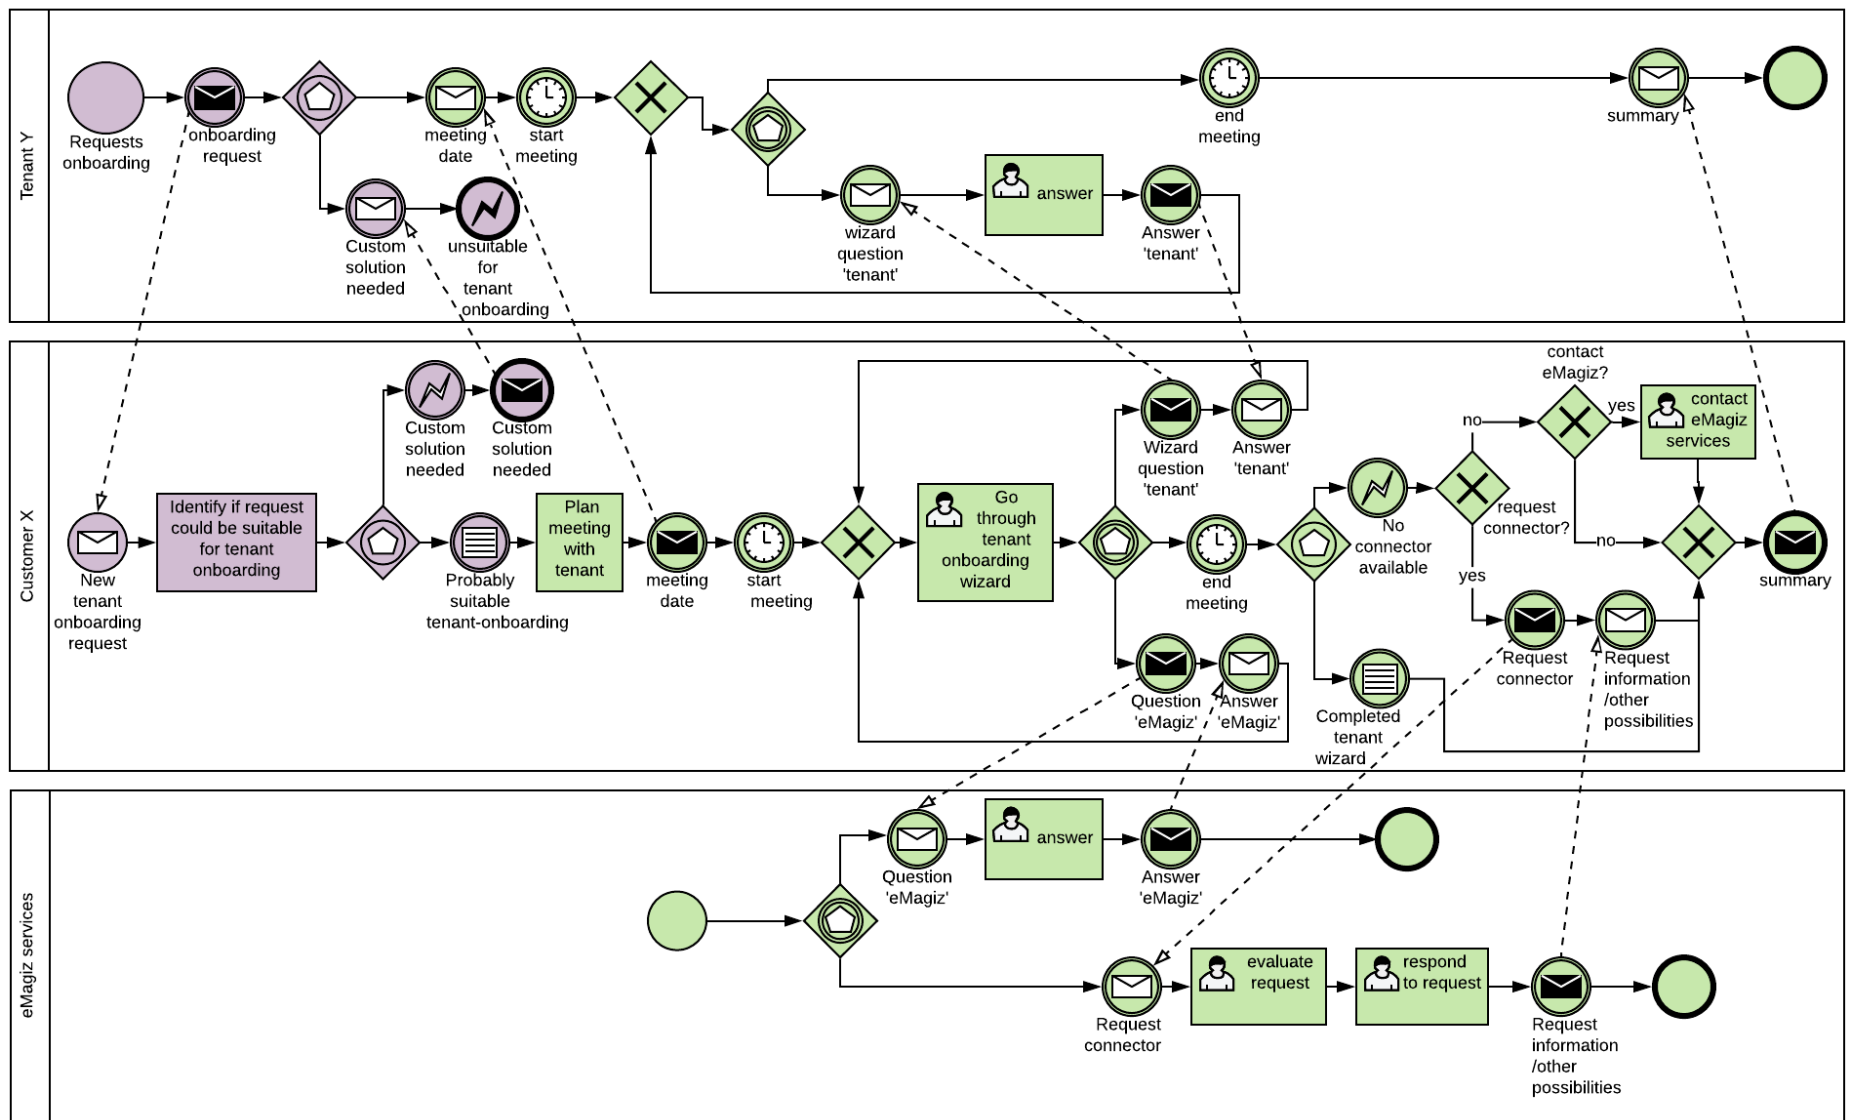 Tenant Y
Requests
onboarding
onboarding
request
meeting
date
start
meeting
end
meeting
summary
Custom
solution
needed
unsuitable
for
tenant
onboarding
wizard
question
'tenant'
answer
Answer
'tenant'
Customer X
New
tenant
onboarding
request
Identify if request
could be suitable
for tenant
onboarding
Custom
solution
needed
Custom
solution
needed
Probably
suitable
tenant-onboarding
Plan
meeting
with
tenant
meeting
date
start
meeting
Go
through
tenant
onboarding
wizard
Wizard
question
'tenant'
Answer
'tenant'
end
meeting
Question
'eMagiz'
Answer
'eMagiz'
No
connector
available
Completed
tenant
wizard
request
connector?
no
yes
contact
eMagiz?
yes
no
contact
eMagiz
services
Request
connector
Request
information
/other
possibilities
summary
eMagiz services
Question
'eMagiz'
answer
Answer
'eMagiz'
Request
connector
evaluate
request
respond
to request
Request
information
/other
possibilities